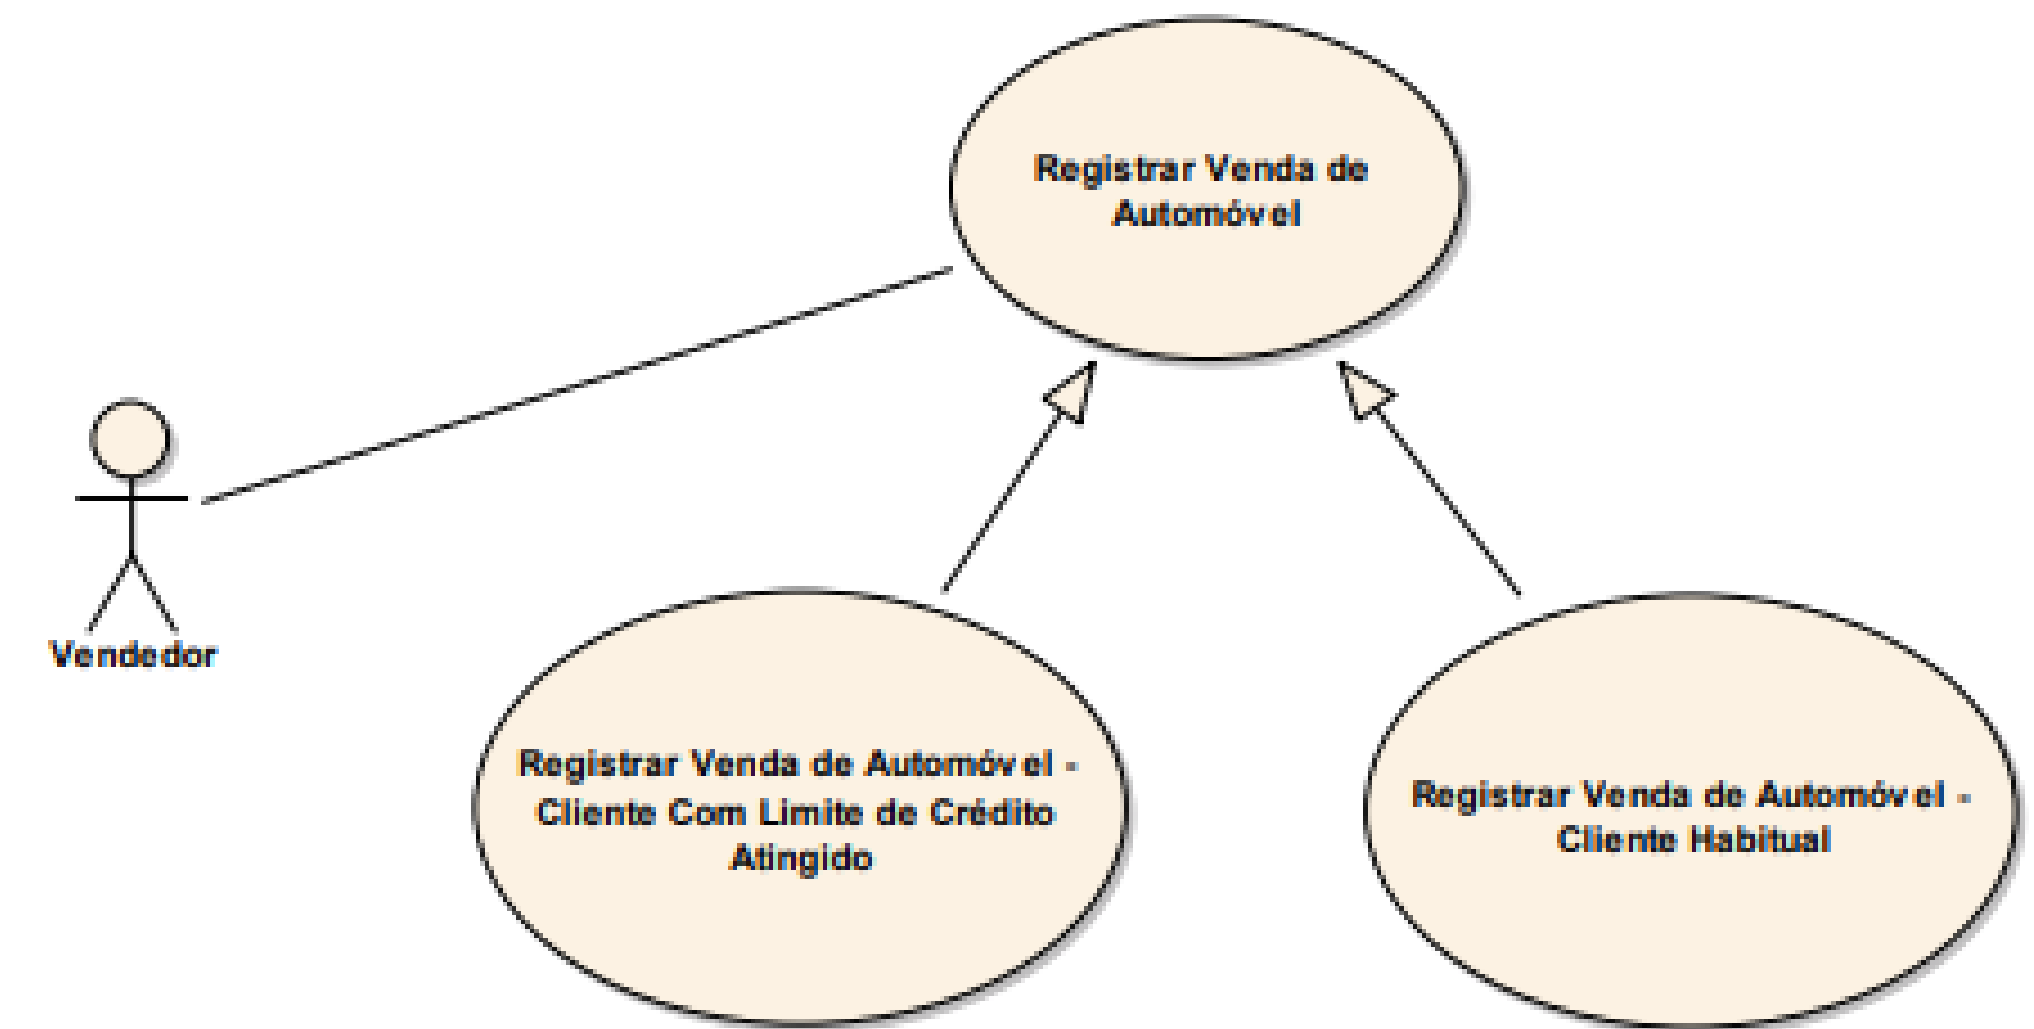 Registrar Venda de
Automóvel
Vendedor
Registrar Venda de Automóvel -
Cliente Com Limite de Crédito
Atingido
Registrar Venda de Automóvel -
Cliente Habitual